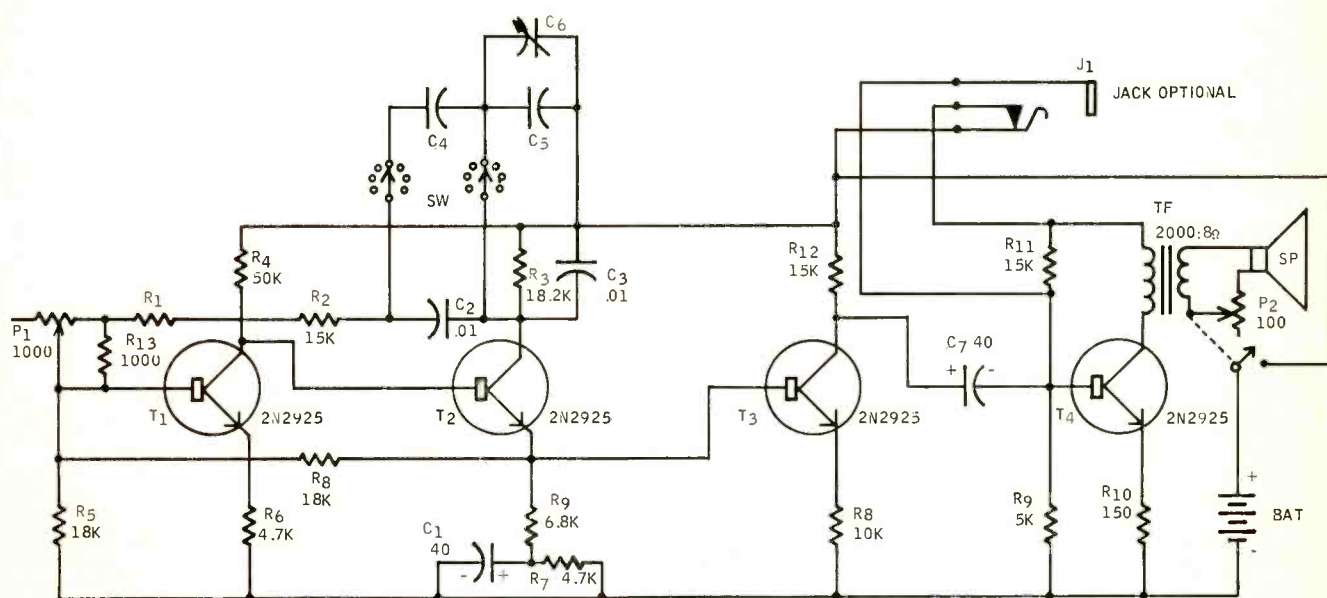 C6
J1
JACK OPTIONAL
C4
C5
SW
TF
2000:8Ω
SP
R4
50K
R3
18.2K
C3
.01
R12
15K
R11
15K
P2
100
P1
1000
R1
R13
1000
R2
15K
C2
.01
C7 40
+ -
T1
2N2925
T2
2N2925
T3
2N2925
T4
2N2925
R8
18K
R5
18K
R6
4.7K
R9
6.8K
C1
40
- +
R7 4.7K
R8
10K
R9
5K
R10
150
+
BAT
-